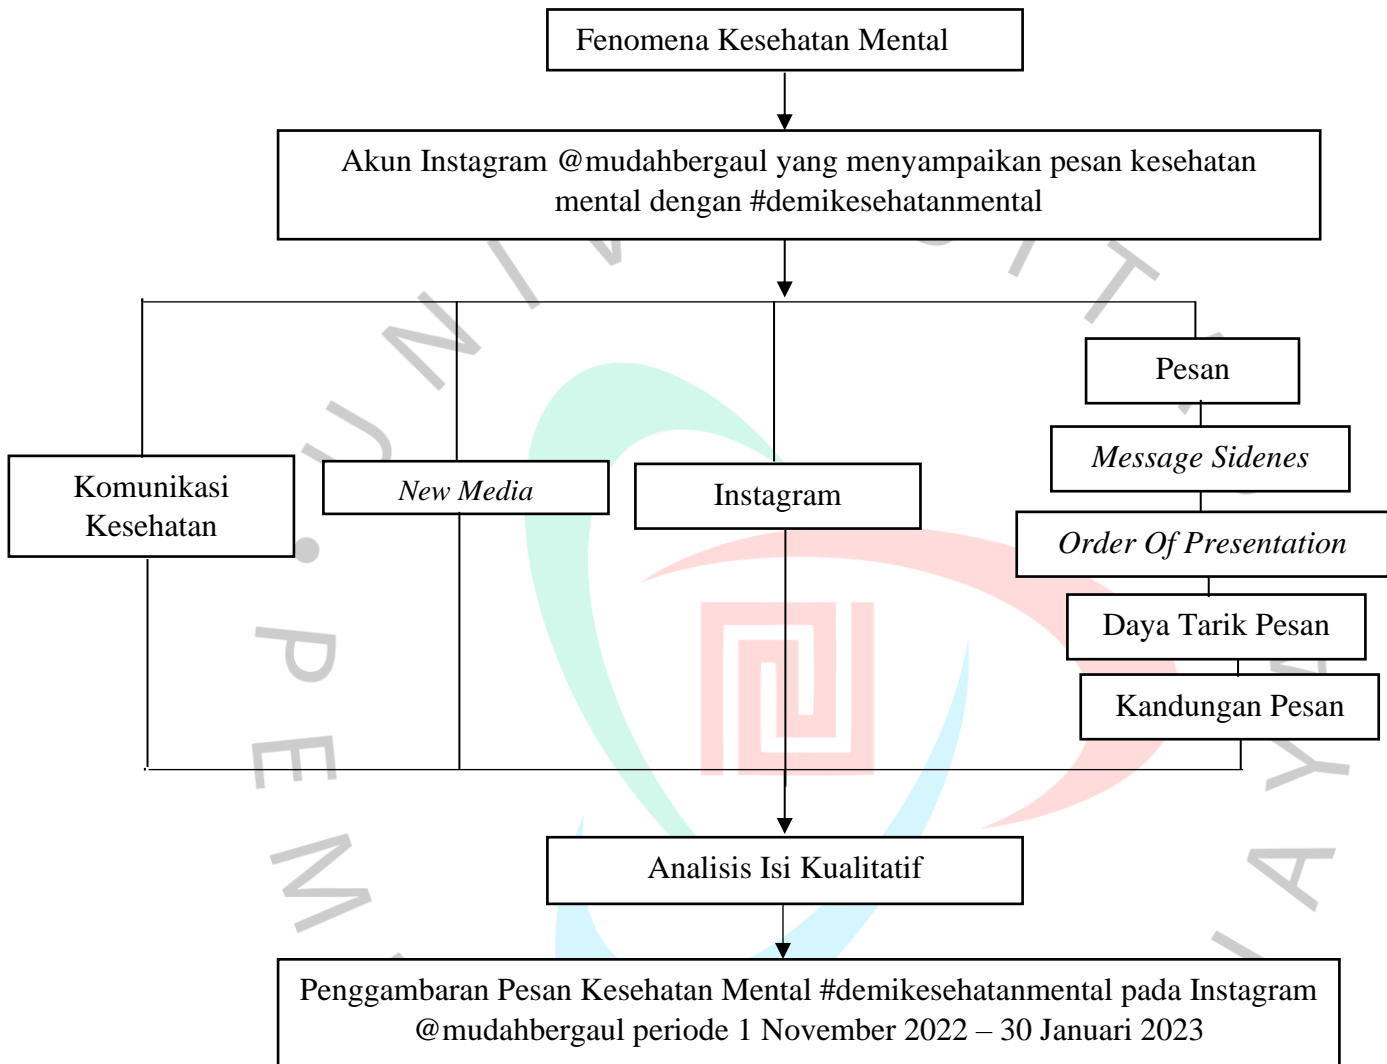 Fenomena Kesehatan Mental
Akun Instagram @mudahbergaul yang menyampaikan pesan kesehatan
mental dengan #demikesehatanmental
Komunikasi
Kesehatan
New Media
Instagram
Pesan
Message Sidenes
Order Of Presentation
Daya Tarik Pesan
Kandungan Pesan
Analisis Isi Kualitatif
Penggambaran Pesan Kesehatan Mental #demikesehatanmental pada Instagram
@mudahbergaul periode 1 November 2022 – 30 Januari 2023